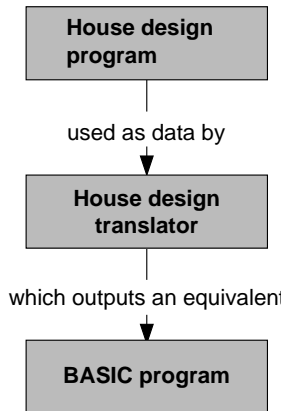 House design
program
used as data by
House design
translator
which outputs an equivalent
BASIC program